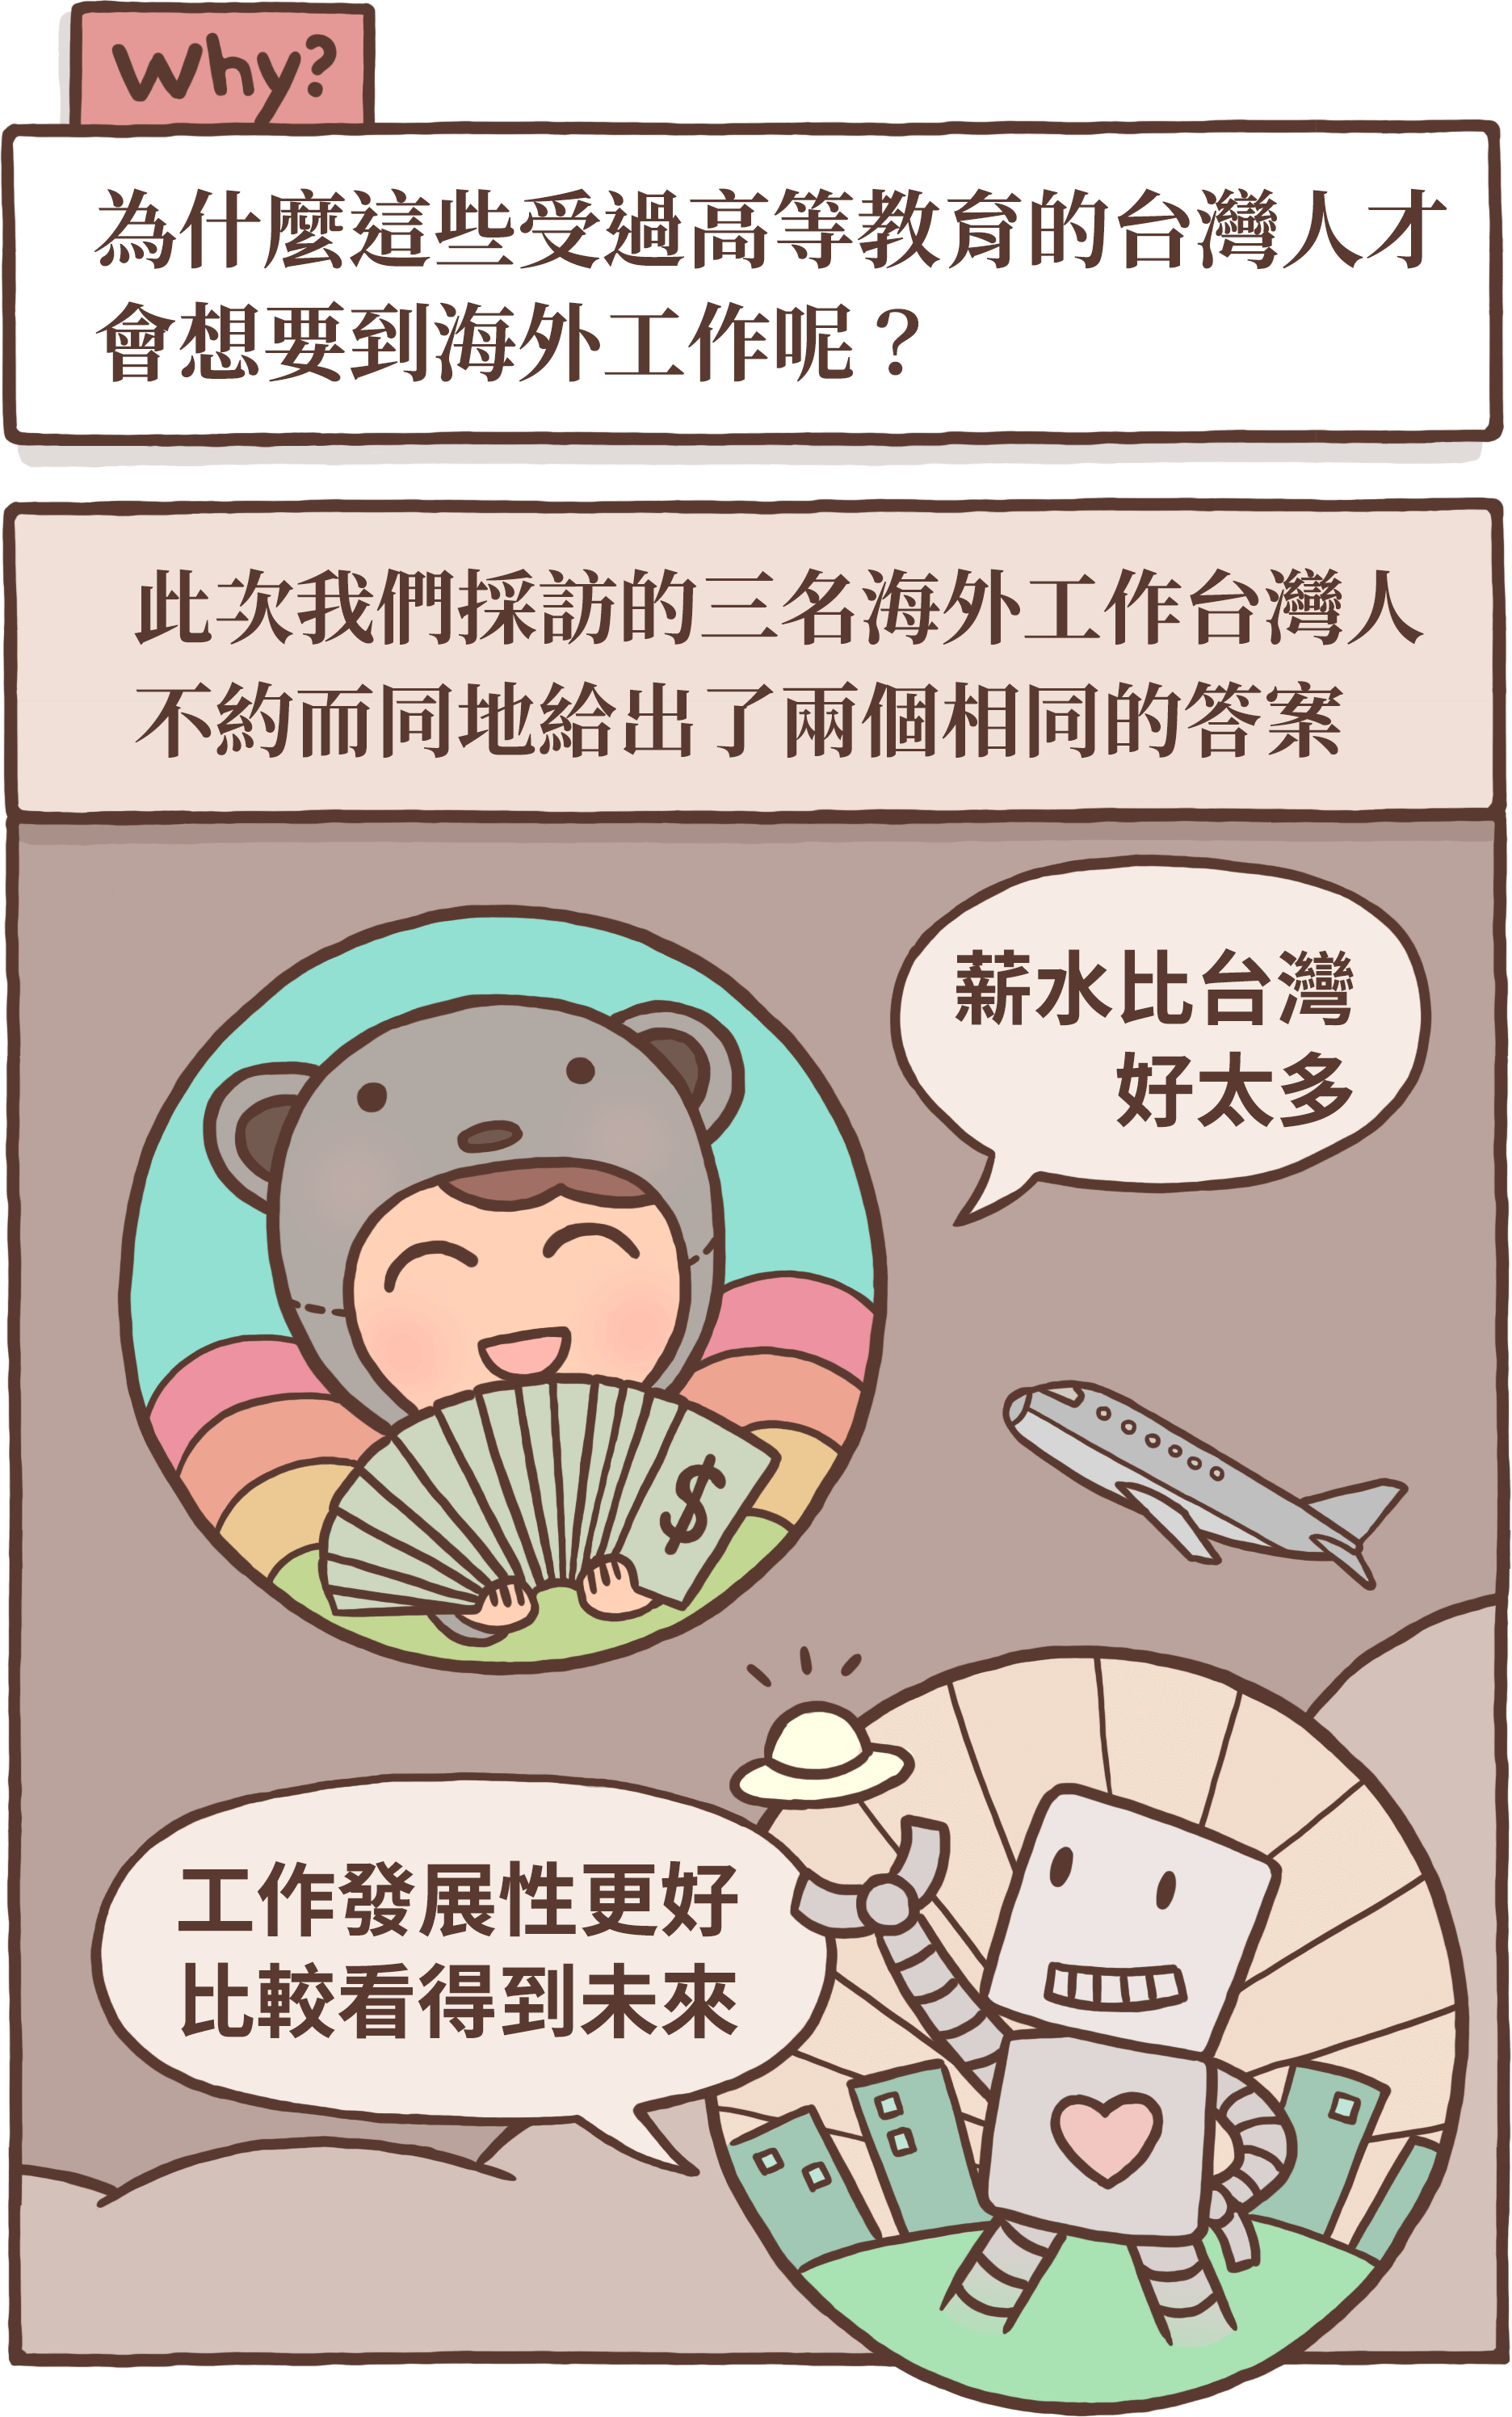 Why?
為什麼這些受過高等教育的台灣人才
會想要到海外工作呢？
此次我們採訪的三名海外工作台灣人
不約而同地給出了兩個相同的答案
薪水比台灣
好太多
$
工作發展性更好
比較看得到未來